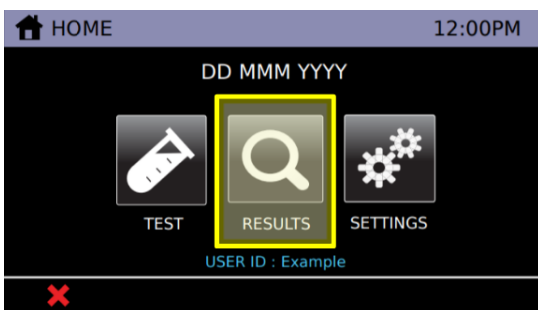 HOME 12:00PM
DD MMM YYYY
TEST RESULTS SETTINGS
USER ID : Example